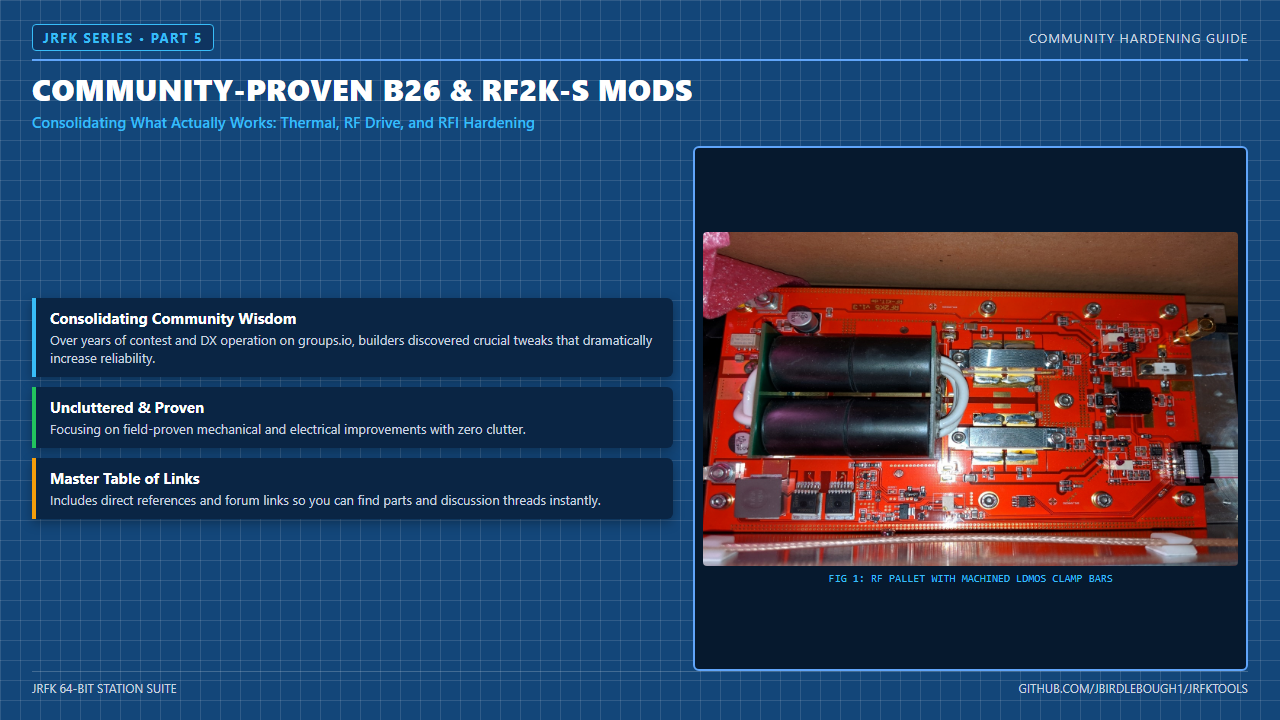 JRFK SERIES • PART 5
COMMUNITY HARDENING GUIDE
COMMUNITY-PROVEN B26 & RF2K-S MODS
Consolidating What Actually Works: Thermal, RF Drive, and RFI Hardening
Consolidating Community Wisdom
Over years of contest and DX operation on groups.io, builders discovered crucial tweaks that dramatically
increase reliability.
Uncluttered & Proven
Focusing on field-proven mechanical and electrical improvements with zero clutter.
Master Table of Links
Includes direct references and forum links so you can find parts and discussion threads instantly.
FIG 1: RF PALLET WITH MACHINED LDMOS CLAMP BARS
JRFK 64-BIT STATION SUITE
GITHUB.COM/JBIRDLEBOUGH1/JRFKTOOLS